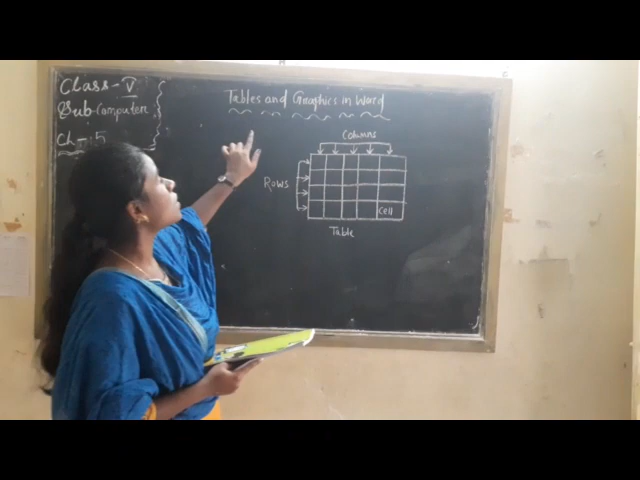 Class-V
Sub-Computer
Ch-5
Tables and Graphics in Word
Columns
Rows
Cell
Table